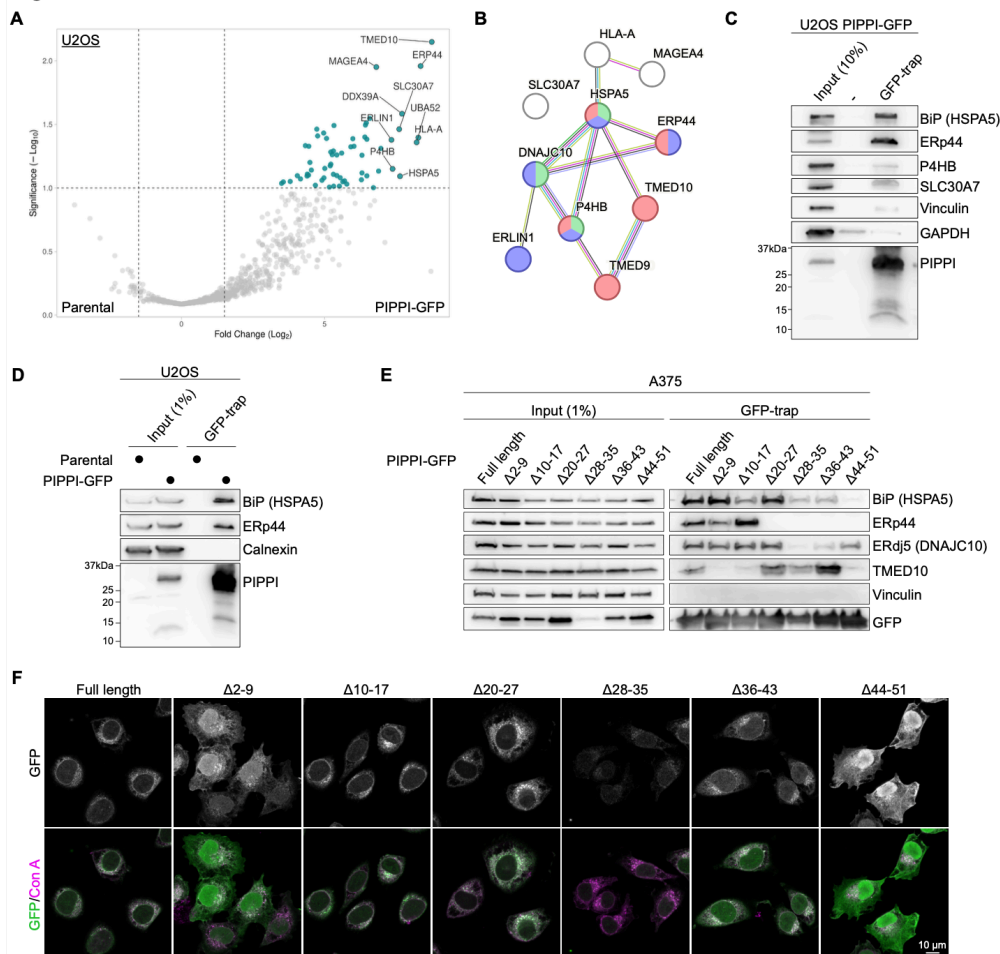 A
U2OS
TMED10
MAGEA4
ERP44
SLC30A7
DDX39A
UBA52
ERLIN1
HLA-A
P4HB
HSPA5
2.0
1.5
1.0
0.5
0.0
Significance (− Log₁₀)
Parental
PIPPI-GFP
0
5
Fold Change (Log₂)
B
HLA-A
MAGEA4
SLC30A7
HSPA5
ERP44
DNAJC10
TMED10
P4HB
ERLIN1
TMED9
C
U2OS PIPPI-GFP
Input (10%)
-
GFP-trap
BiP (HSPA5)
ERp44
P4HB
SLC30A7
Vinculin
GAPDH
37kDa
PIPPI
25
20
15
10
D
U2OS
Input (1%)
GFP-trap
Parental
PIPPI-GFP
BiP (HSPA5)
ERp44
Calnexin
37kDa
PIPPI
25
20
15
10
E
A375
Input (1%)
GFP-trap
PIPPI-GFP
Full length
Δ2-9
Δ10-17
Δ20-27
Δ28-35
Δ36-43
Δ44-51
Full length
Δ2-9
Δ10-17
Δ20-27
Δ28-35
Δ36-43
Δ44-51
BiP (HSPA5)
ERp44
ERdj5 (DNAJC10)
TMED10
Vinculin
GFP
F
Full length
Δ2-9
Δ10-17
Δ20-27
Δ28-35
Δ36-43
Δ44-51
GFP
GFP/Con A
10 µm